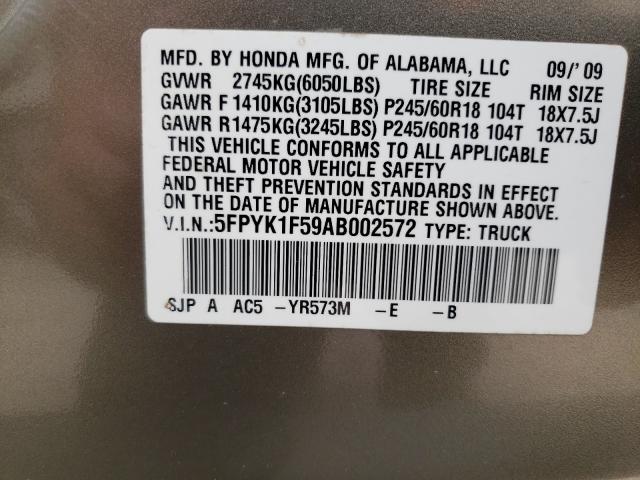 MFD. BY HONDA MFG. OF ALABAMA, LLC 09/'09
GVWR 2745KG(6050LBS) TIRE SIZE RIM SIZE
GAWR F 1410KG(3105LBS) P245/60R18 104T 18X7.5J
GAWR R1475KG(3245LBS) P245/60R18 104T 18X7.5J
THIS VEHICLE CONFORMS TO ALL APPLICABLE
FEDERAL MOTOR VEHICLE SAFETY
AND THEFT PREVENTION STANDARDS IN EFFECT
ON THE DATE OF MANUFACTURE SHOWN ABOVE.
V.I.N.:5FPYK1F59AB002572 TYPE: TRUCK
SJP A AC5 -YR573M -E -B